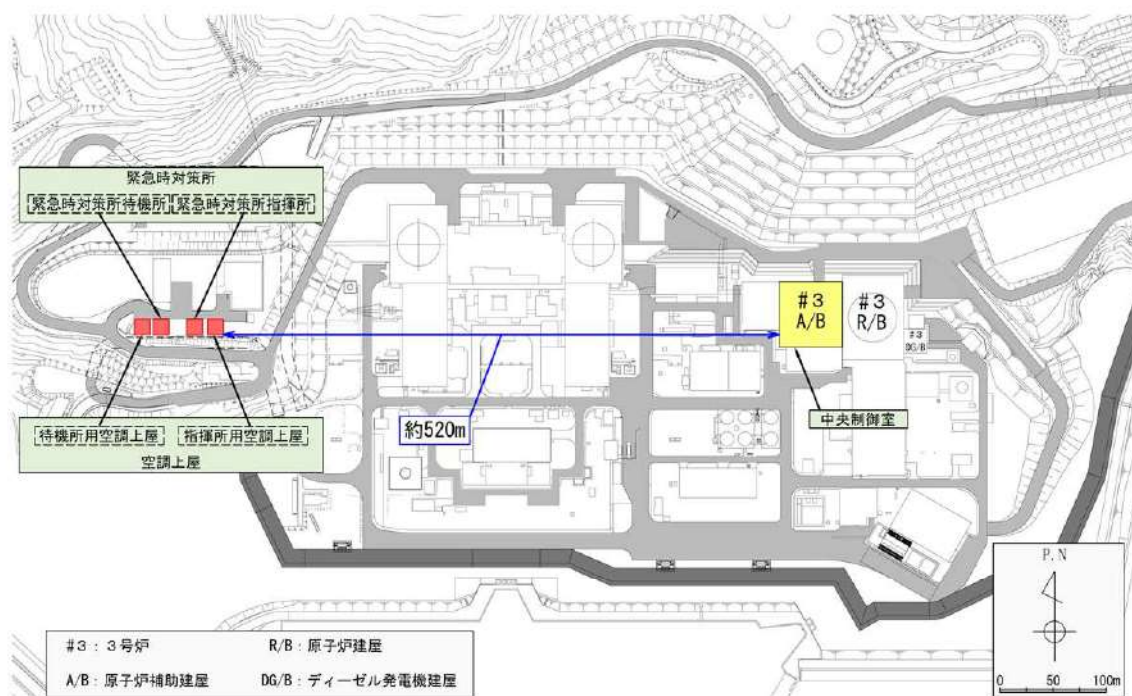 緊急時対策所
緊急時対策所待機所 緊急時対策所指揮所
待機所用空調上屋 指揮所用空調上屋
空調上屋
約520m
#3
A/B
#3
R/B
#3
DG/B
中央制御室
P.N
0 50 100m
#3:3号炉 R/B:原子炉建屋
A/B:原子炉補助建屋 DG/B:ディーゼル発電機建屋